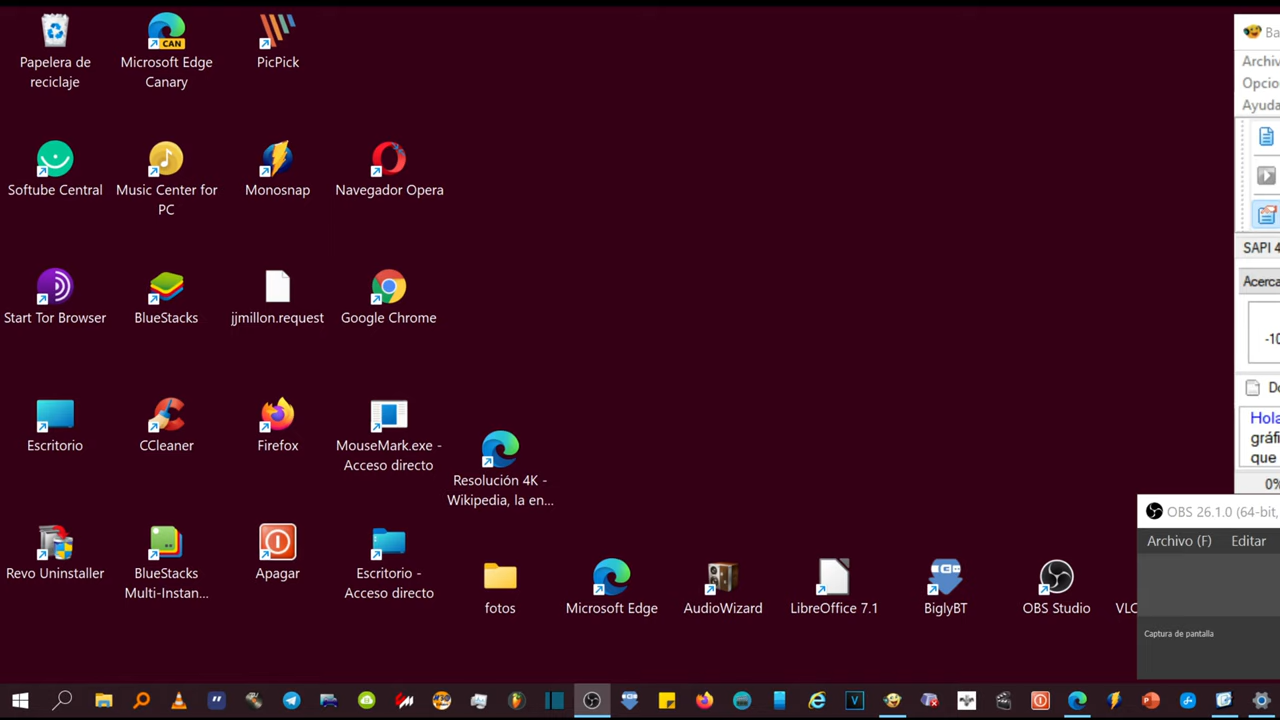 Papelera de
reciclaje
Microsoft Edge
Canary
CAN
PicPick
Softube Central
Music Center for
PC
Monosnap
Navegador Opera
Start Tor Browser
BlueStacks
jjmillon.request
Google Chrome
Escritorio
CCleaner
Firefox
MouseMark.exe -
Acceso directo
Resolución 4K -
Wikipedia, la en...
Revo Uninstaller
BlueStacks
Multi-Instan...
Apagar
Escritorio -
Acceso directo
fotos
Microsoft Edge
AudioWizard
LibreOffice 7.1
BiglyBT
OBS Studio
VLC
Ba
Archiv
Opcio
Ayuda
SAPI 4
Acerca
-10
Do
Hola
gráfi
que
0%
OBS 26.1.0 (64-bit,
Archivo (F) Editar
Captura de pantalla